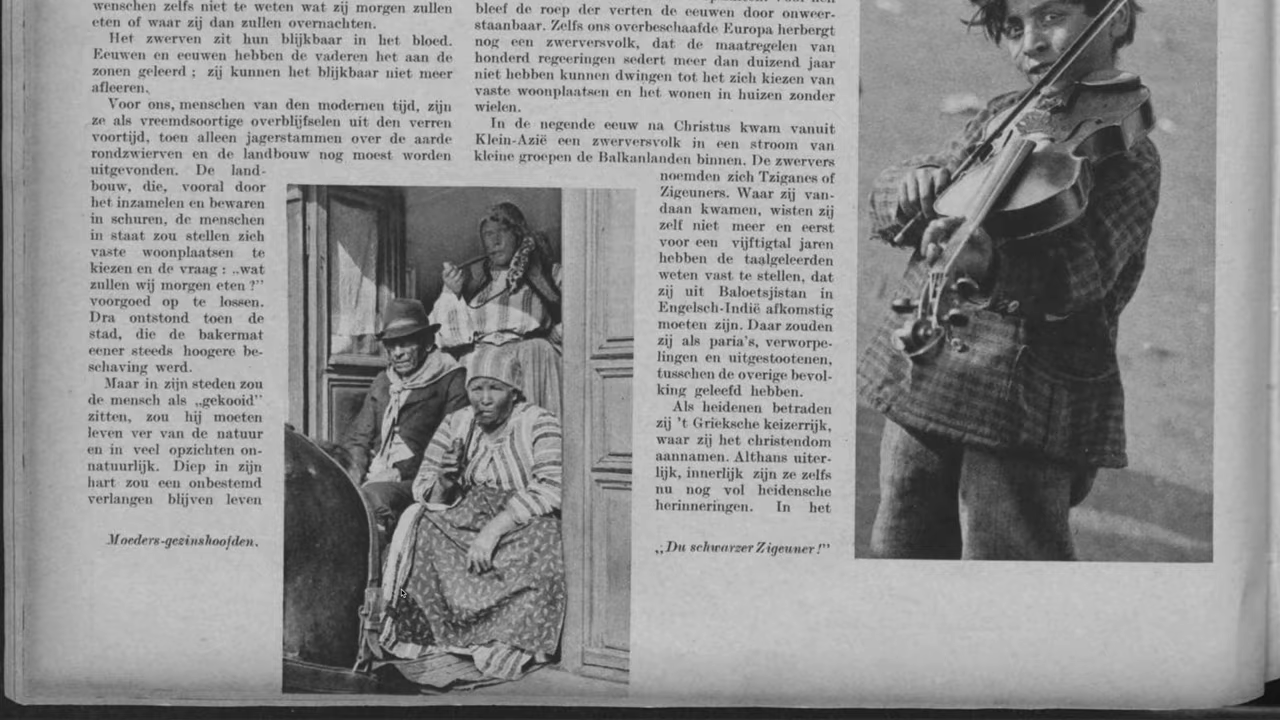 wenschen zelfs niet te weten wat zij morgen zullen
eten of waar zij dan zullen overnachten.
Het zwerven zit hun blijkbaar in het bloed.
Eeuwen en eeuwen hebben de vaderen het aan de
zonen geleerd ; zij kunnen het blijkbaar niet meer
afleeren.
Voor ons, menschen van den modernen tijd, zijn
ze als vreemdsoortige overblijfselen uit den verren
voortijd, toen alleen jagerstammen over de aarde
rondzwierven en de landbouw nog moest worden
uitgevonden. De land-
bouw, die, vooral door
het inzamelen en bewaren
in schuren, de menschen
in staat zou stellen zich
vaste woonplaatsen te
kiezen en de vraag : „wat
zullen wij morgen eten ?”
voorgoed op te lossen.
Dra ontstond toen de
stad, die de bakermat
eener steeds hoogere be-
schaving werd.
Maar in zijn steden zou
de mensch als „gekooid”
zitten, zou hij moeten
leven ver van de natuur
en in veel opzichten on-
natuurlijk. Diep in zijn
hart zou een onbestemd
verlangen blijven leven
Moeders-gezinshoofden.
bleef de roep der verten de eeuwen door onweer-
staanbaar. Zelfs ons overbeschaafde Europa herbergt
nog een zwerversvolk, dat de maatregelen van
honderd regeeringen sedert meer dan duizend jaar
niet hebben kunnen dwingen tot het zich kiezen van
vaste woonplaatsen en het wonen in huizen zonder
wielen.
In de negende eeuw na Christus kwam vanuit
Klein-Azië een zwerversvolk in een stroom van
kleine groepen de Balkanlanden binnen. De zwervers
noemden zich Tziganes of
Zigeuners. Waar zij van-
daan kwamen, wisten zij
zelf niet meer en eerst
voor een vijftigtal jaren
hebben de taalgeleerden
weten vast te stellen, dat
zij uit Baloetsjistan in
Engelsch-Indië afkomstig
moeten zijn. Daar zouden
zij als paria's, verworpe-
lingen en uitgestootenen,
tusschen de overige bevol-
king geleefd hebben.
Als heidenen betraden
zij 't Grieksche keizerrijk,
waar zij het christendom
aannamen. Althans uiter-
lijk, innerlijk zijn ze zelfs
nu nog vol heidensche
herinneringen. In het
„Du schwarzer Zigeuner!”